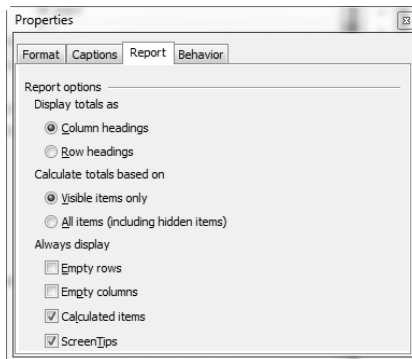 Properties
Format Captions Report Behavior
Report options
Display totals as
Column headings
Row headings
Calculate totals based on
Visible items only
All items (including hidden items)
Always display
Empty rows
Empty columns
Calculated items
ScreenTips